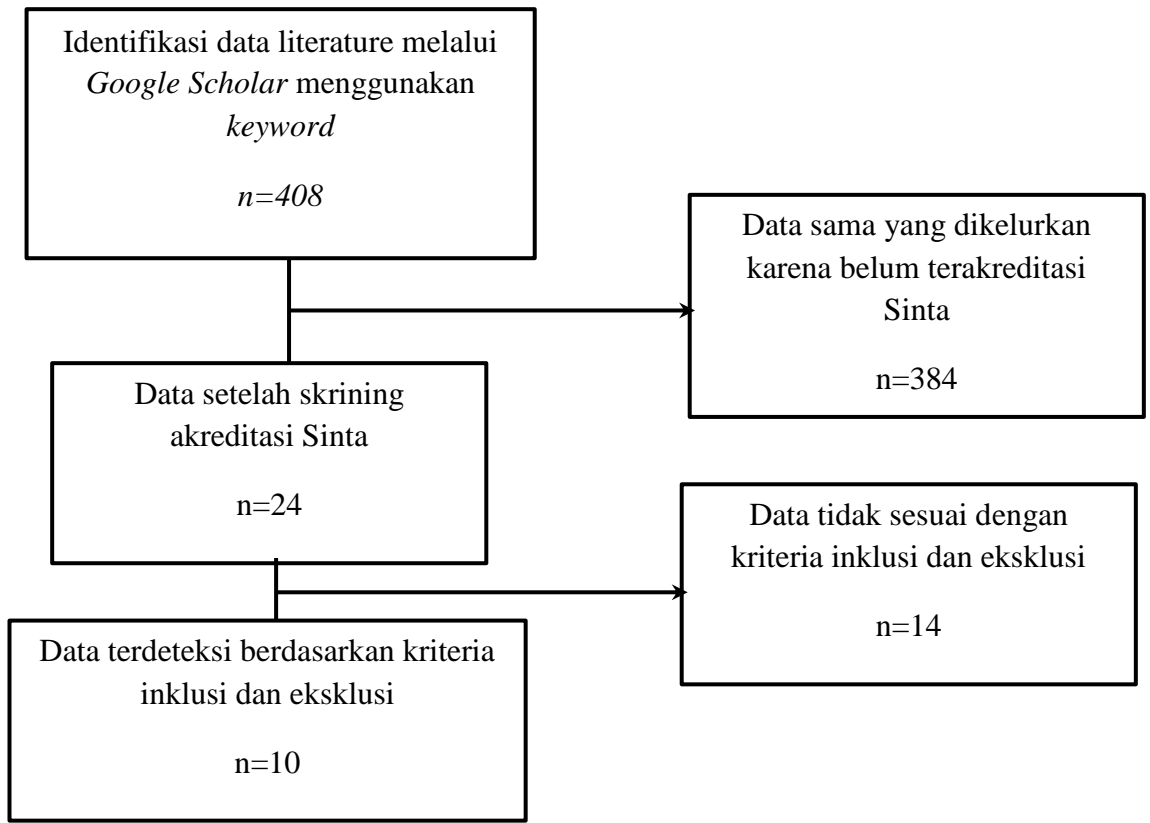 Identifikasi data literature melalui
Google Scholar menggunakan
keyword
n=408
Data sama yang dikelurkan
karena belum terakreditasi
Sinta
n=384
Data setelah skrining
akreditasi Sinta
n=24
Data tidak sesuai dengan
kriteria inklusi dan eksklusi
n=14
Data terdeteksi berdasarkan kriteria
inklusi dan eksklusi
n=10